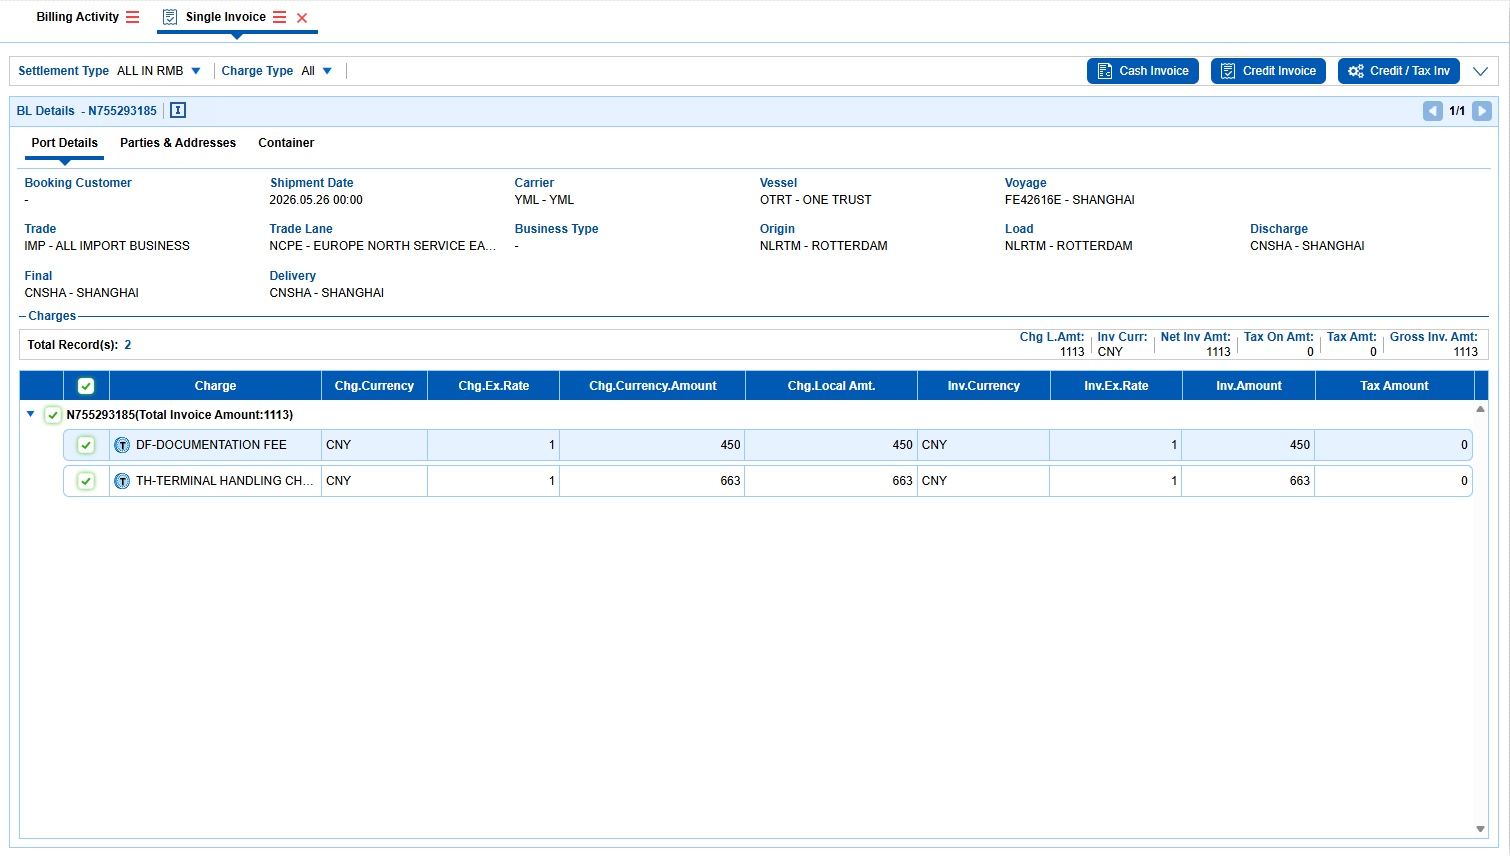 Billing Activity Single Invoice
Settlement Type ALL IN RMB Charge Type All Cash Invoice Credit Invoice Credit / Tax Inv
BL Details - N755293185 1/1
Port Details Parties & Addresses Container
Booking Customer Shipment Date Carrier Vessel Voyage
- 2026.05.26 00:00 YML - YML OTRT - ONE TRUST FE42616E - SHANGHAI
Trade Trade Lane Business Type Origin Load Discharge
IMP - ALL IMPORT BUSINESS NCPE - EUROPE NORTH SERVICE EA... - NLRTM - ROTTERDAM NLRTM - ROTTERDAM CNSHA - SHANGHAI
Final Delivery
CNSHA - SHANGHAI CNSHA - SHANGHAI
Charges
Total Record(s): 2
Chg L.Amt: Inv Curr: Net Inv Amt: Tax On Amt: Tax Amt: Gross Inv. Amt:
1113 CNY 1113 0 0 1113
Charge Chg.Currency Chg.Ex.Rate Chg.Currency.Amount Chg.Local Amt. Inv.Currency Inv.Ex.Rate Inv.Amount Tax Amount
N755293185(Total Invoice Amount:1113)
T DF-DOCUMENTATION FEE CNY 1 450 450 CNY 1 450 0
T TH-TERMINAL HANDLING CH... CNY 1 663 663 CNY 1 663 0